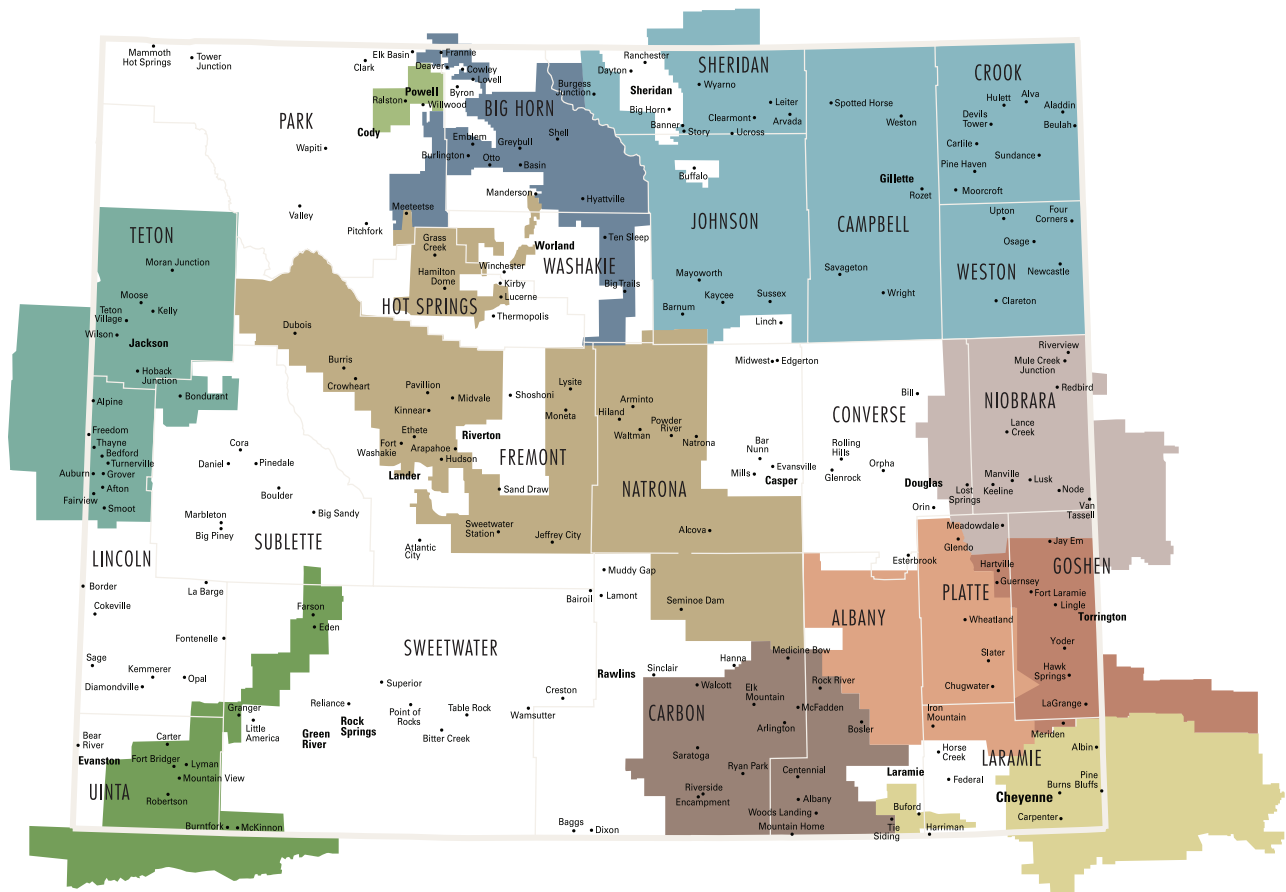 Mammoth
Hot Springs
Tower
Junction
Elk Basin
Clark
Frannie
Deaver
Cowley
Lovell
Byron
Powell
Ralston
Willwood
Cody
PARK
BIG HORN
Burgess
Junction
Ranchester
Dayton
Sheridan
SHERIDAN
Wyarno
Big Horn
Banner
Story
Clearmont
Ucross
Leiter
Arvada
Spotted Horse
Weston
CROOK
Hulett
Alva
Aladdin
Devils
Tower
Beulah
Carlile
Sundance
Pine Haven
Moorcroft
Wapiti
Emblem
Burlington
Otto
Greybull
Shell
Basin
Manderson
Hyattville
Buffalo
Gillette
Rozet
Valley
Pitchfork
Meeteetse
TETON
Moran Junction
Grass
Creek
Hamilton
Dome
Worland
Winchester
Kirby
Lucerne
Thermopolis
HOT SPRINGS
WASHAKIE
Ten Sleep
Big Trails
JOHNSON
Mayoworth
Kaycee
Barnum
Sussex
Linch
CAMPBELL
Savageton
Wright
Upton
Four
Corners
Osage
WESTON
Newcastle
Clareton
Moose
Kelly
Teton
Village
Wilson
Jackson
Hoback
Junction
Bondurant
Alpine
Dubois
Burris
Crowheart
Pavillion
Midvale
Kinnear
Ethete
Fort
Washakie
Arapahoe
Riverton
Hudson
Lander
Shoshoni
Lysite
Moneta
FREMONT
Sand Draw
Sweetwater
Station
Jeffrey City
Atlantic
City
Arminto
Hiland
Waltman
Powder
River
Natrona
NATRONA
Alcova
Midwest
Edgerton
Bar
Nunn
Mills
Evansville
Casper
CONVERSE
Bill
Rolling
Hills
Glenrock
Orpha
Douglas
Orin
Esterbrook
Riverview
Mule Creek
Junction
Redbird
NIOBRARA
Lance
Creek
Manville
Lost
Springs
Keeline
Lusk
Node
Van
Tassell
Freedom
Thayne
Bedford
Turnerville
Auburn
Grover
Afton
Fairview
Smoot
Cora
Daniel
Pinedale
Boulder
Marbleton
Big Piney
Big Sandy
SUBLETTE
LINCOLN
Border
Cokeville
La Barge
Fontenelle
Sage
Kemmerer
Diamondville
Opal
Farson
Eden
SWEETWATER
Muddy Gap
Bairoil
Lamont
Seminoe Dam
Meadowdale
Glendo
Jay Em
Hartville
Guernsey
GOSHEN
Fort Laramie
Lingle
Torrington
PLATTE
Wheatland
ALBANY
Slater
Chugwater
Yoder
Hawk
Springs
LaGrange
Rawlins
Sinclair
Hanna
Medicine Bow
Walcott
Elk
Mountain
Rock River
McFadden
CARBON
Arlington
Bosler
Saratoga
Ryan Park
Centennial
Riverside
Encampment
Albany
Woods Landing
Mountain Home
Superior
Reliance
Rock
Springs
Point of
Rocks
Table Rock
Bitter Creek
Creston
Wamsutter
Baggs
Dixon
Green
River
Granger
Little
America
Bear
River
Evanston
Carter
Fort Bridger
Lyman
Mountain View
UINTA
Robertson
Burntfork
McKinnon
Iron
Mountain
Horse
Creek
Federal
Laramie
Buford
Tie
Siding
Harriman
Meriden
LARAMIE
Albin
Cheyenne
Burns
Pine
Bluffs
Carpenter